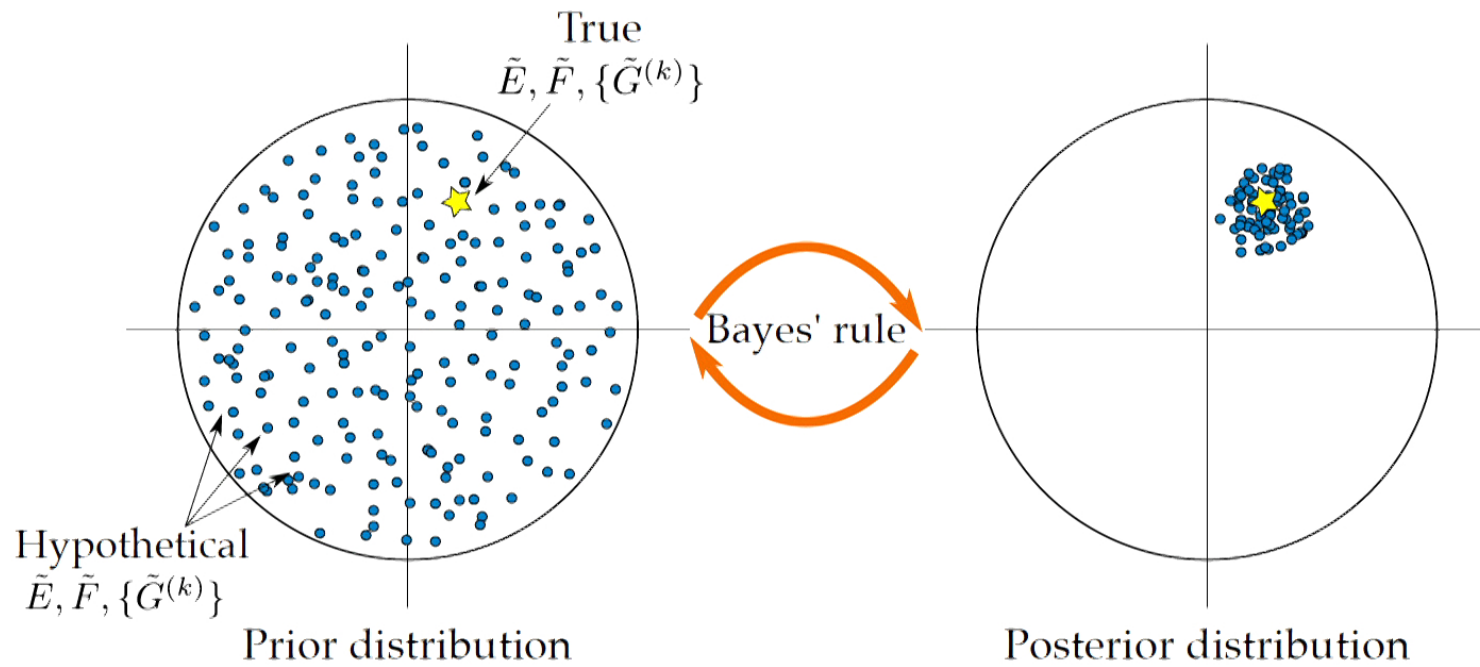 True
Ẽ, F̃, {G̃⁽ᵏ⁾}
Bayes' rule
Hypothetical
Ẽ, F̃, {G̃⁽ᵏ⁾}
Prior distribution
Posterior distribution